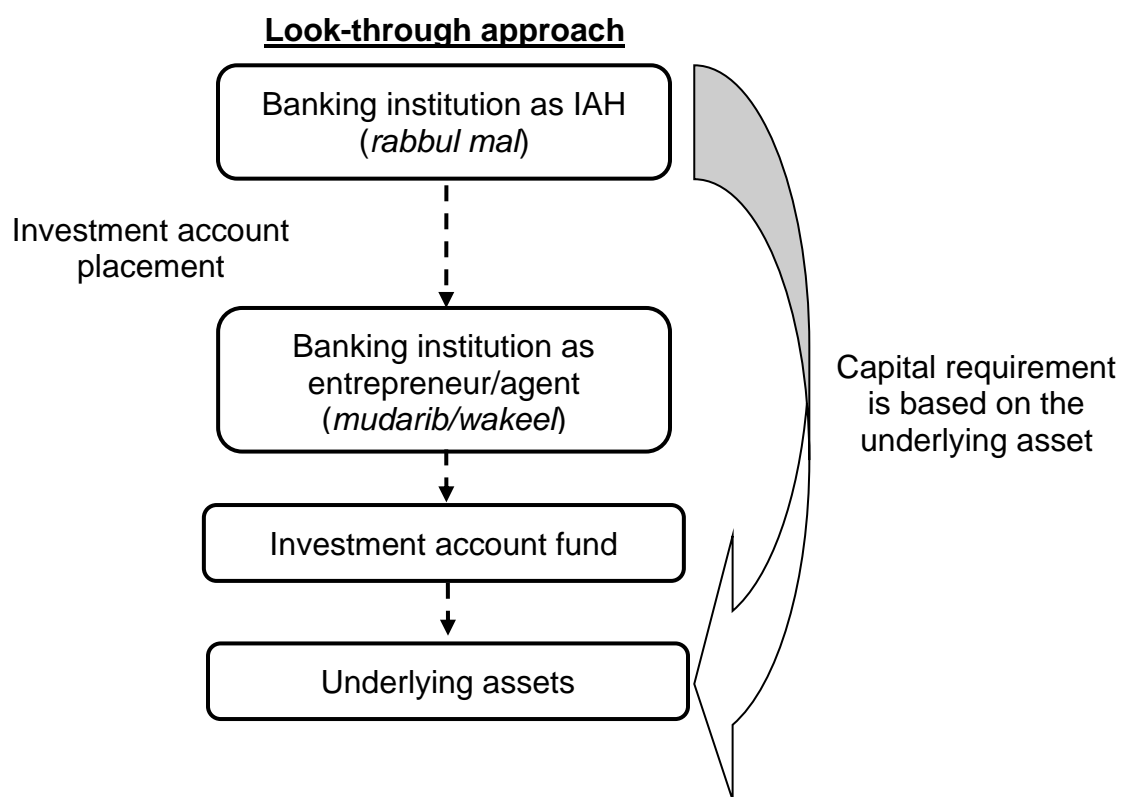 Look-through approach
Banking institution as IAH
(rabbul mal)
Investment account
placement
Banking institution as
entrepreneur/agent
(mudarib/wakeel)
Capital requirement
is based on the
underlying asset
Investment account fund
Underlying assets